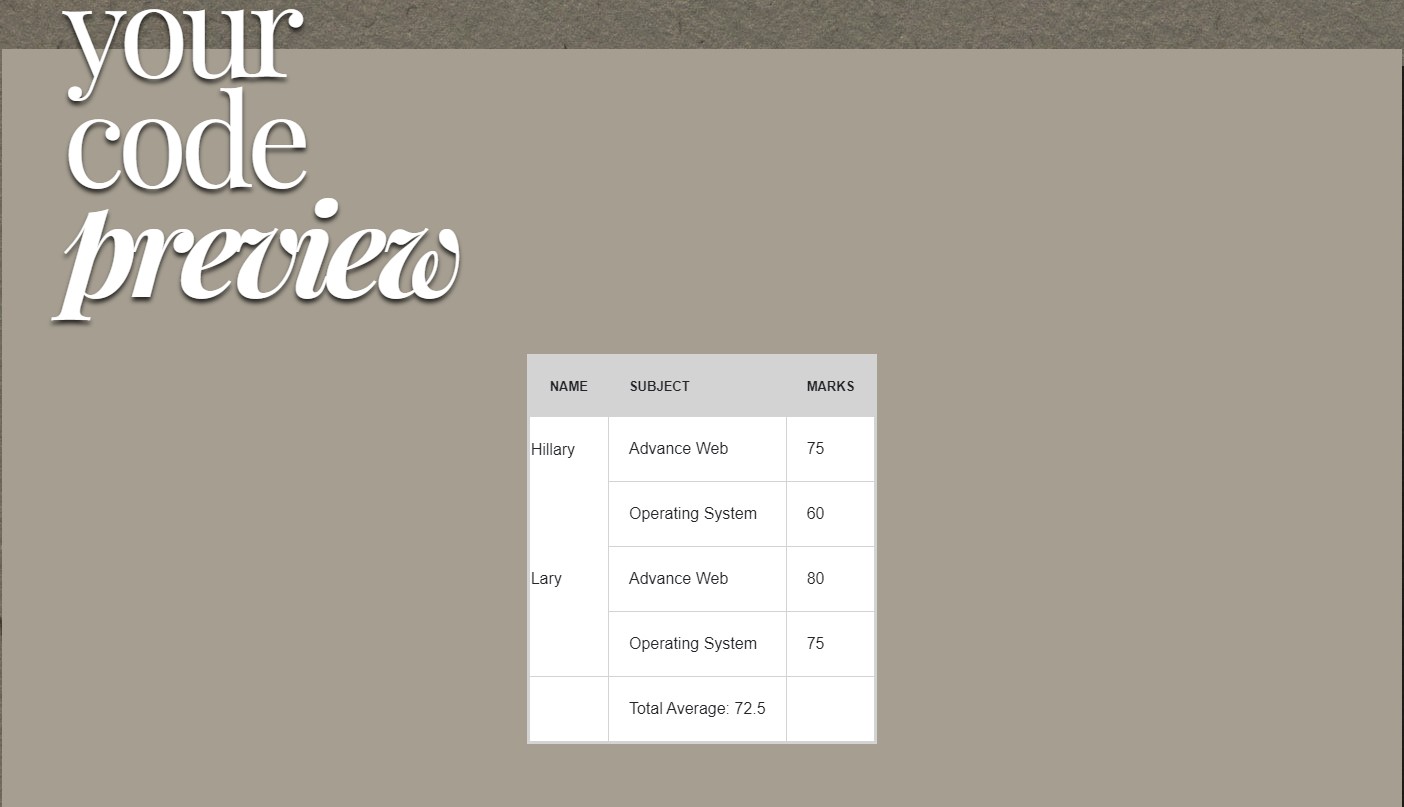 your
code
preview
NAME SUBJECT MARKS
Hillary Advance Web 75
Operating System 60
Lary Advance Web 80
Operating System 75
Total Average: 72.5